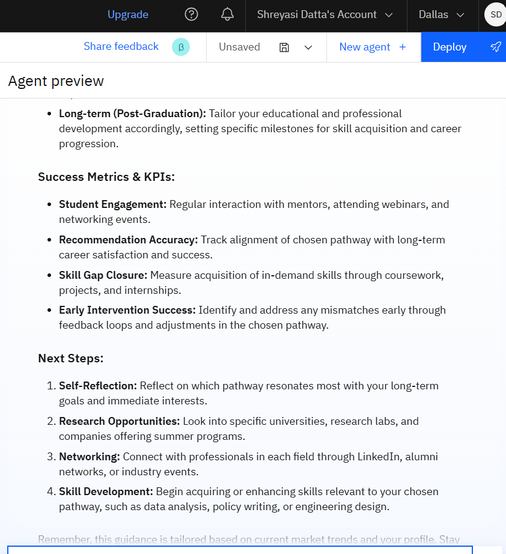 Upgrade Shreyasi Datta's Account Dallas SD
Share feedback β Unsaved New agent + Deploy
Agent preview
• Long-term (Post-Graduation): Tailor your educational and professional
development accordingly, setting specific milestones for skill acquisition and career
progression.
Success Metrics & KPIs:
• Student Engagement: Regular interaction with mentors, attending webinars, and
networking events.
• Recommendation Accuracy: Track alignment of chosen pathway with long-term
career satisfaction and success.
• Skill Gap Closure: Measure acquisition of in-demand skills through coursework,
projects, and internships.
• Early Intervention Success: Identify and address any mismatches early through
feedback loops and adjustments in the chosen pathway.
Next Steps:
1. Self-Reflection: Reflect on which pathway resonates most with your long-term
goals and immediate interests.
2. Research Opportunities: Look into specific universities, research labs, and
companies offering summer programs.
3. Networking: Connect with professionals in each field through LinkedIn, alumni
networks, or industry events.
4. Skill Development: Begin acquiring or enhancing skills relevant to your chosen
pathway, such as data analysis, policy writing, or engineering design.
Remember, this guidance is tailored based on current market trends and your profile. Stay